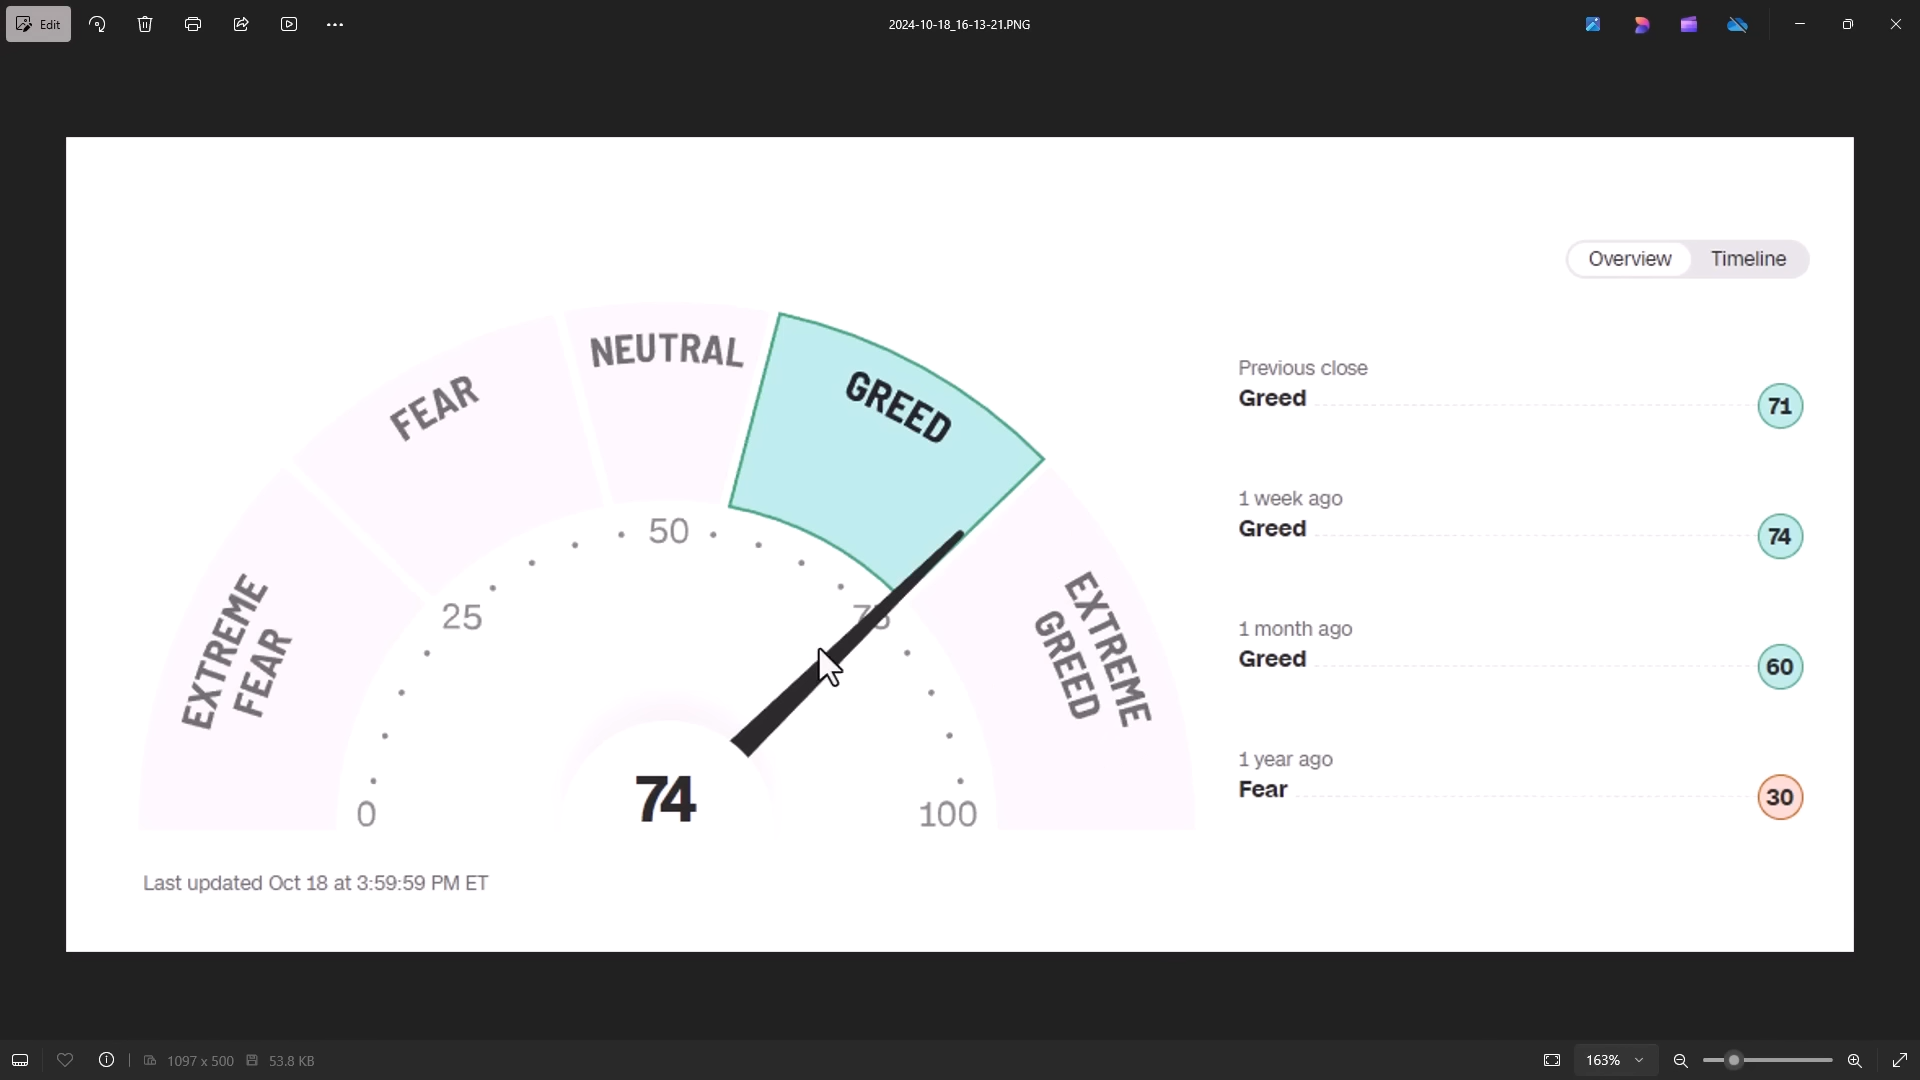 Edit
2024-10-18_16-13-21.PNG
Overview Timeline
NEUTRAL
FEAR
GREED
EXTREME
FEAR
EXTREME
GREED
0
25
50
75
100
74
Last updated Oct 18 at 3:59:59 PM ET
Previous close
Greed 71
1 week ago
Greed 74
1 month ago
Greed 60
1 year ago
Fear 30
1097 x 500 53.8 KB
163%